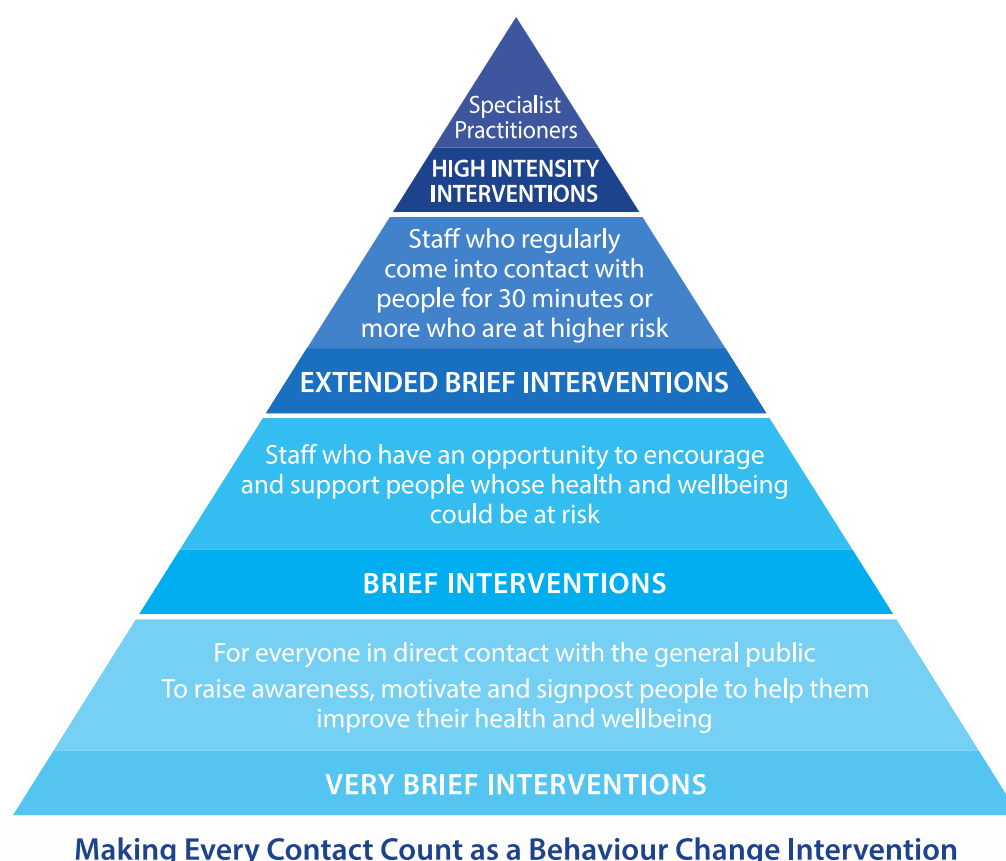 Specialist
Practitioners
HIGH INTENSITY
INTERVENTIONS
Staff who regularly
come into contact with
people for 30 minutes or
more who are at higher risk
EXTENDED BRIEF INTERVENTIONS
Staff who have an opportunity to encourage
and support people whose health and wellbeing
could be at risk
BRIEF INTERVENTIONS
For everyone in direct contact with the general public
To raise awareness, motivate and signpost people to help them
improve their health and wellbeing
VERY BRIEF INTERVENTIONS
Making Every Contact Count as a Behaviour Change Intervention